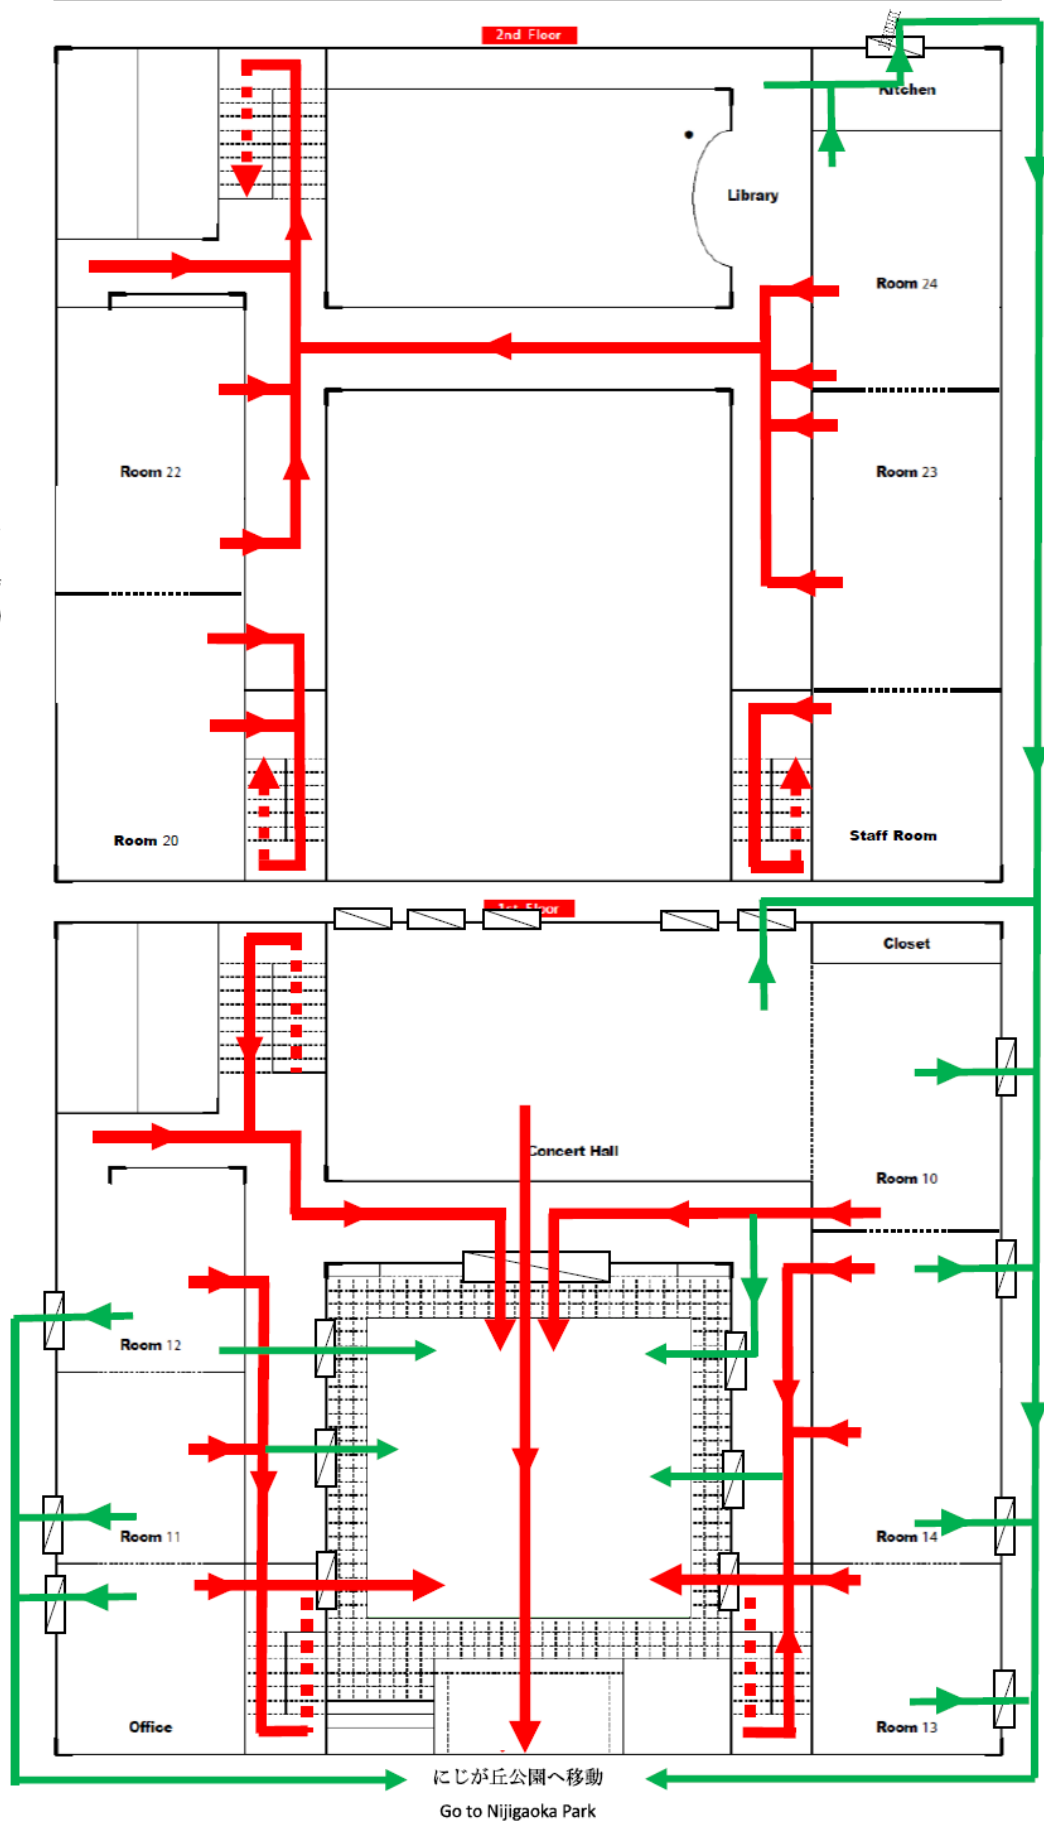 2nd Floor
Kitchen
Library
Room 24
Room 22
Room 23
Room 20
Staff Room
1st Floor
Closet
Concert Hall
Room 10
Room 12
Room 11
Room 14
Office
Room 13
にじが丘公園へ移動
Go to Nijigaoka Park